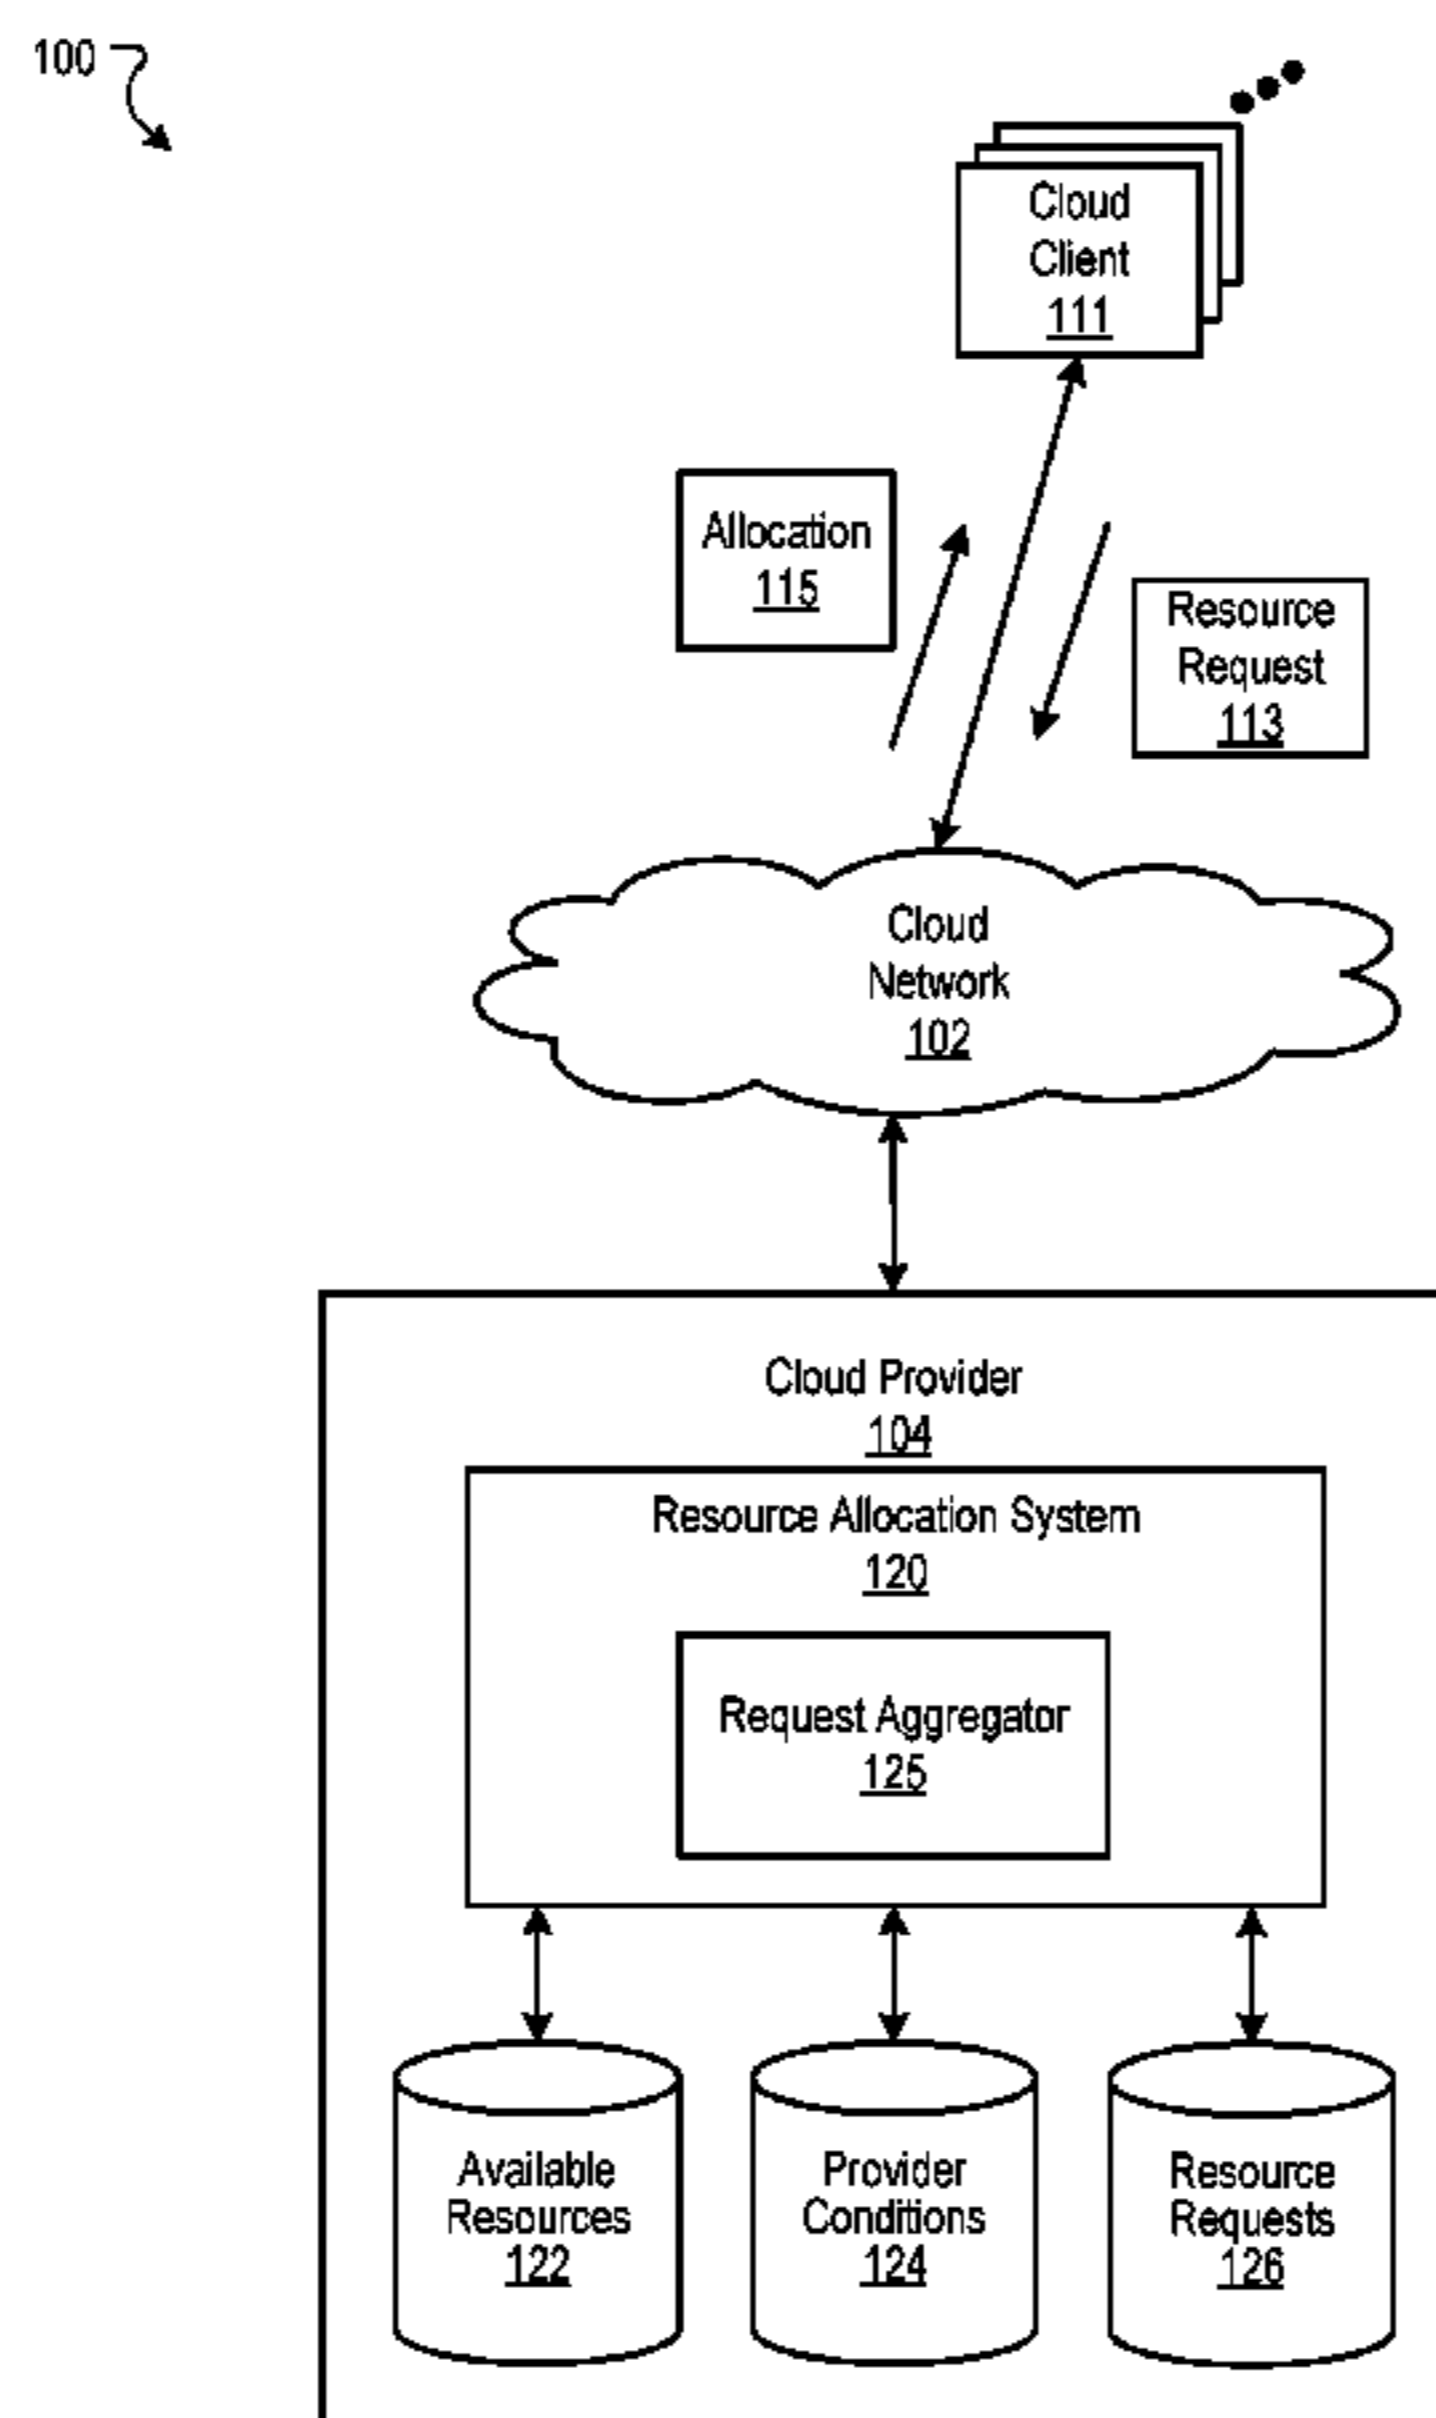 100
Cloud
Client
111
Allocation
115
Resource
Request
113
Cloud
Network
102
Cloud Provider
104
Resource Allocation System
120
Request Aggregator
125
Available
Resources
122
Provider
Conditions
124
Resource
Requests
126